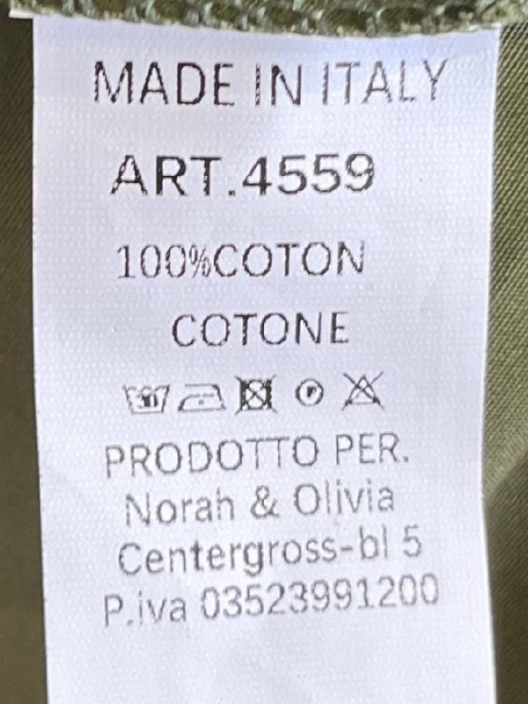 MADE IN ITALY
ART.4559
100%COTON
COTONE
PRODOTTO PER.
Norah & Olivia
Centergross-bl 5
P.iva 03523991200